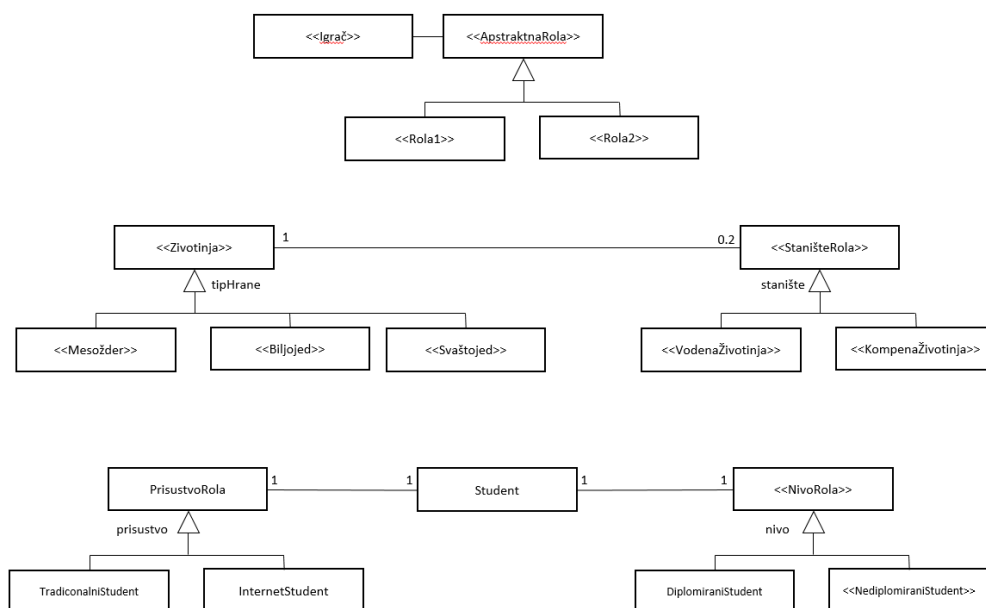 <<Igrač>>
<<ApstraktnaRola>>
<<Rola1>>
<<Rola2>>
<<Zivotinja>>
1
0.2
<<StaništeRola>>
tipHrane
stanište
<<Mesožder>>
<<Biljojed>>
<<Svaštojed>>
<<VodenaŽivotinja>>
<<KompenaŽivotinja>>
PrisustvoRola
1
1
Student
1
1
<<NivoRola>>
prisustvo
nivo
TradiconalniStudent
InternetStudent
DiplomiraniStudent
<<NediplomiraniStudent>>